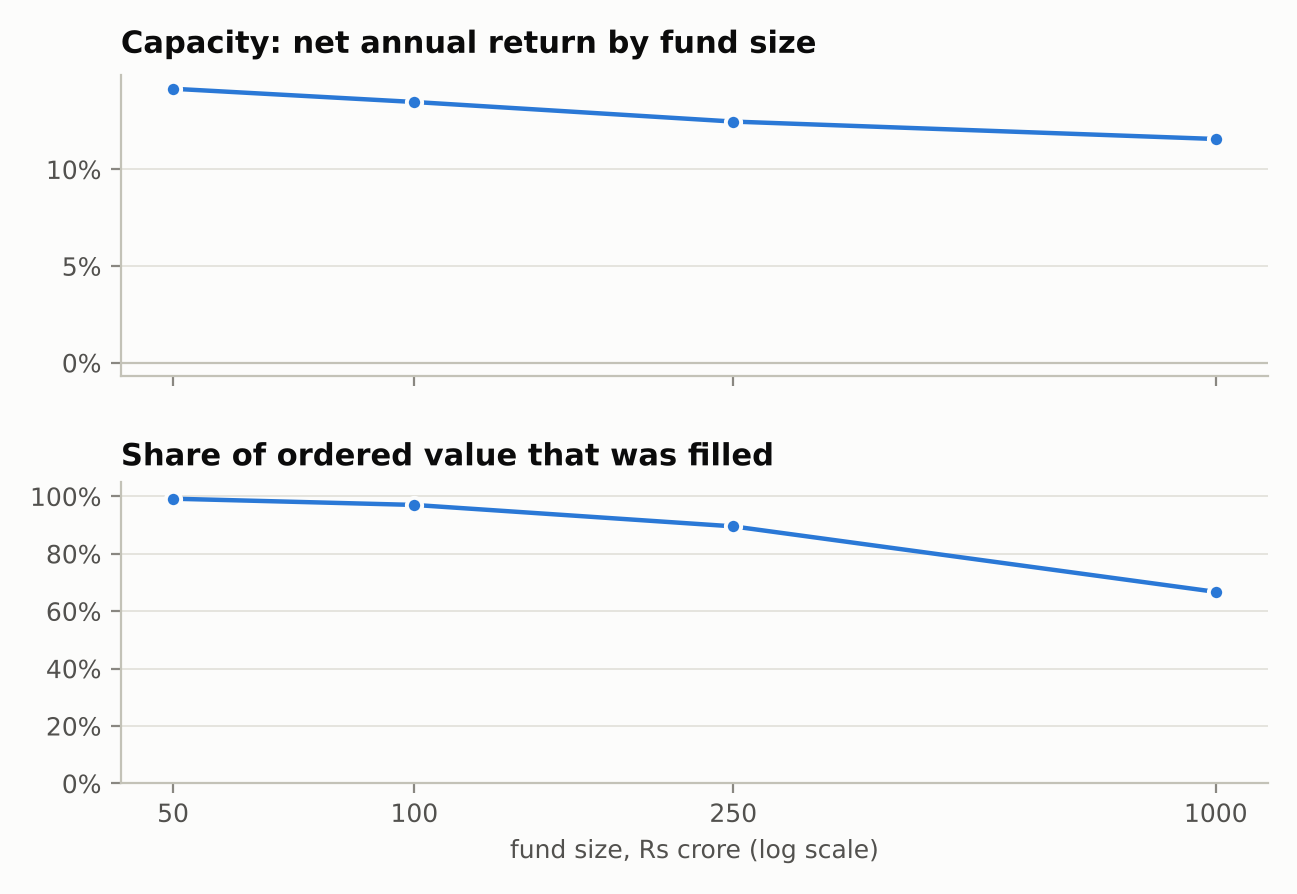 Capacity: net annual return by fund size
10%
5%
0%
Share of ordered value that was filled
100%
80%
60%
40%
20%
0%
50 100 250 1000
fund size, Rs crore (log scale)